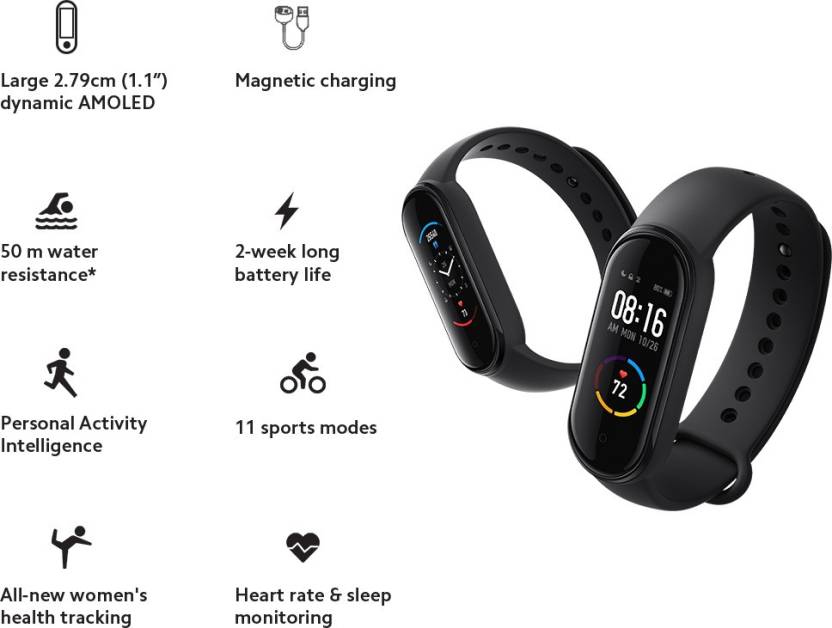 Large 2.79cm (1.1”)
dynamic AMOLED
Magnetic charging
50 m water
resistance*
2-week long
battery life
Personal Activity
Intelligence
11 sports modes
All-new women's
health tracking
Heart rate & sleep
monitoring
08:16
AM MON 10/26
72